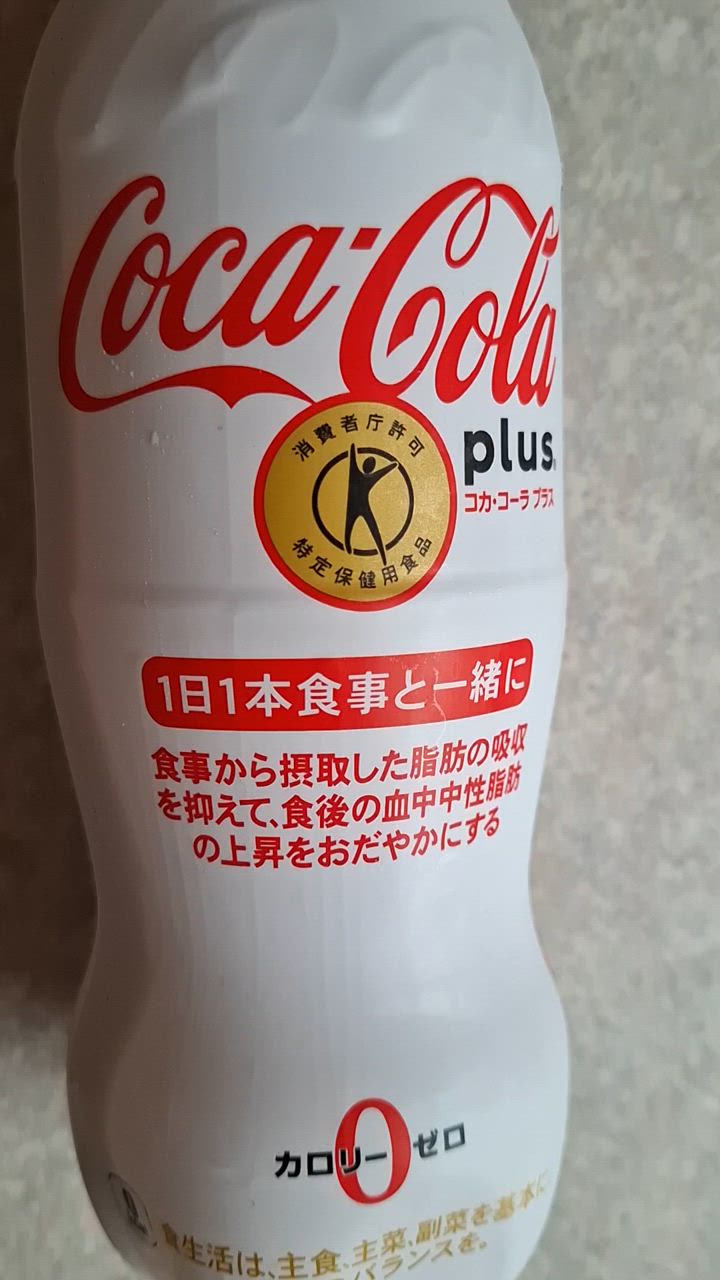 Coca-Cola
plus
コカ・コーラ プラス
消費者庁許可
特定保健用食品
1日1本食事と一緒に
食事から摂取した脂肪の吸収
を抑えて、食後の血中中性脂肪
の上昇をおだやかにする
カロリー0ゼロ
食生活は、主食、主菜、副菜を基本に
バランスを。